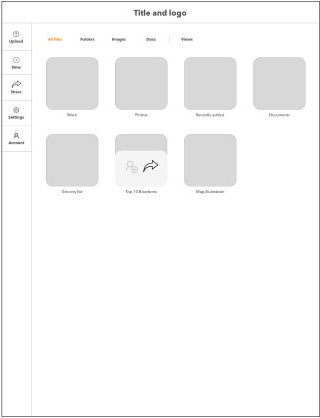 Title and logo
Upload
New
Share
Settings
Account
All files Folders Images Docs Views
Work Photos Recently added Documents
Grocery list Top 10 Bourbons Map illustration